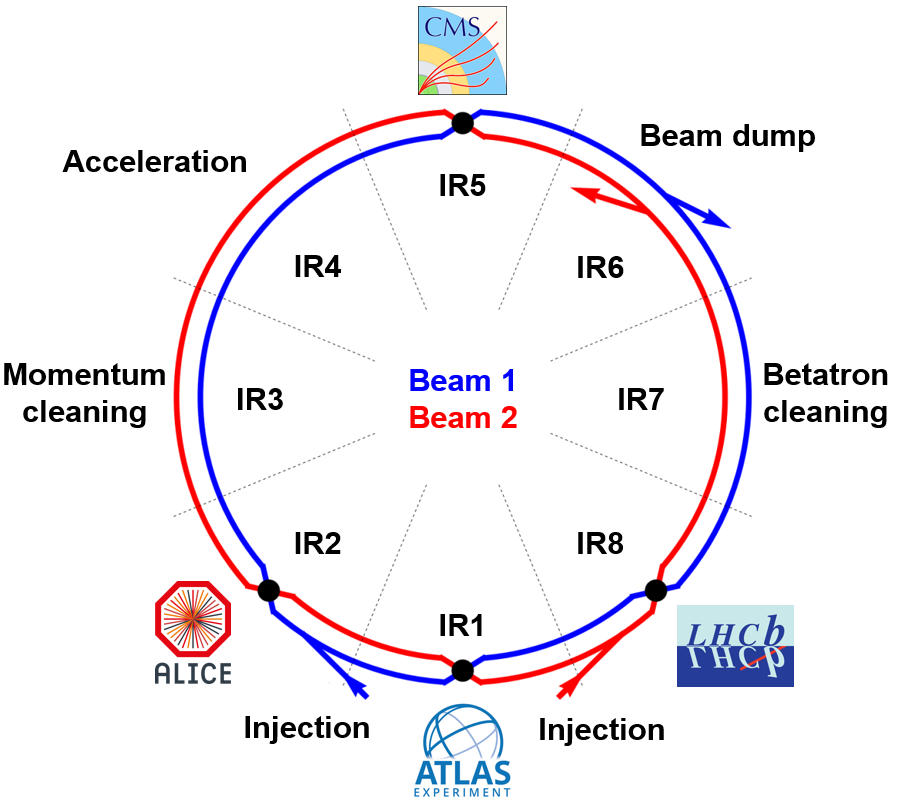 CMS
Beam dump
Acceleration
IR5
IR4
IR6
Momentum
cleaning
IR3
Beam 1
Beam 2
IR7
Betatron
cleaning
IR2
IR8
IR1
ALICE
LHCb
LHCb
Injection
Injection
ATLAS
EXPERIMENT